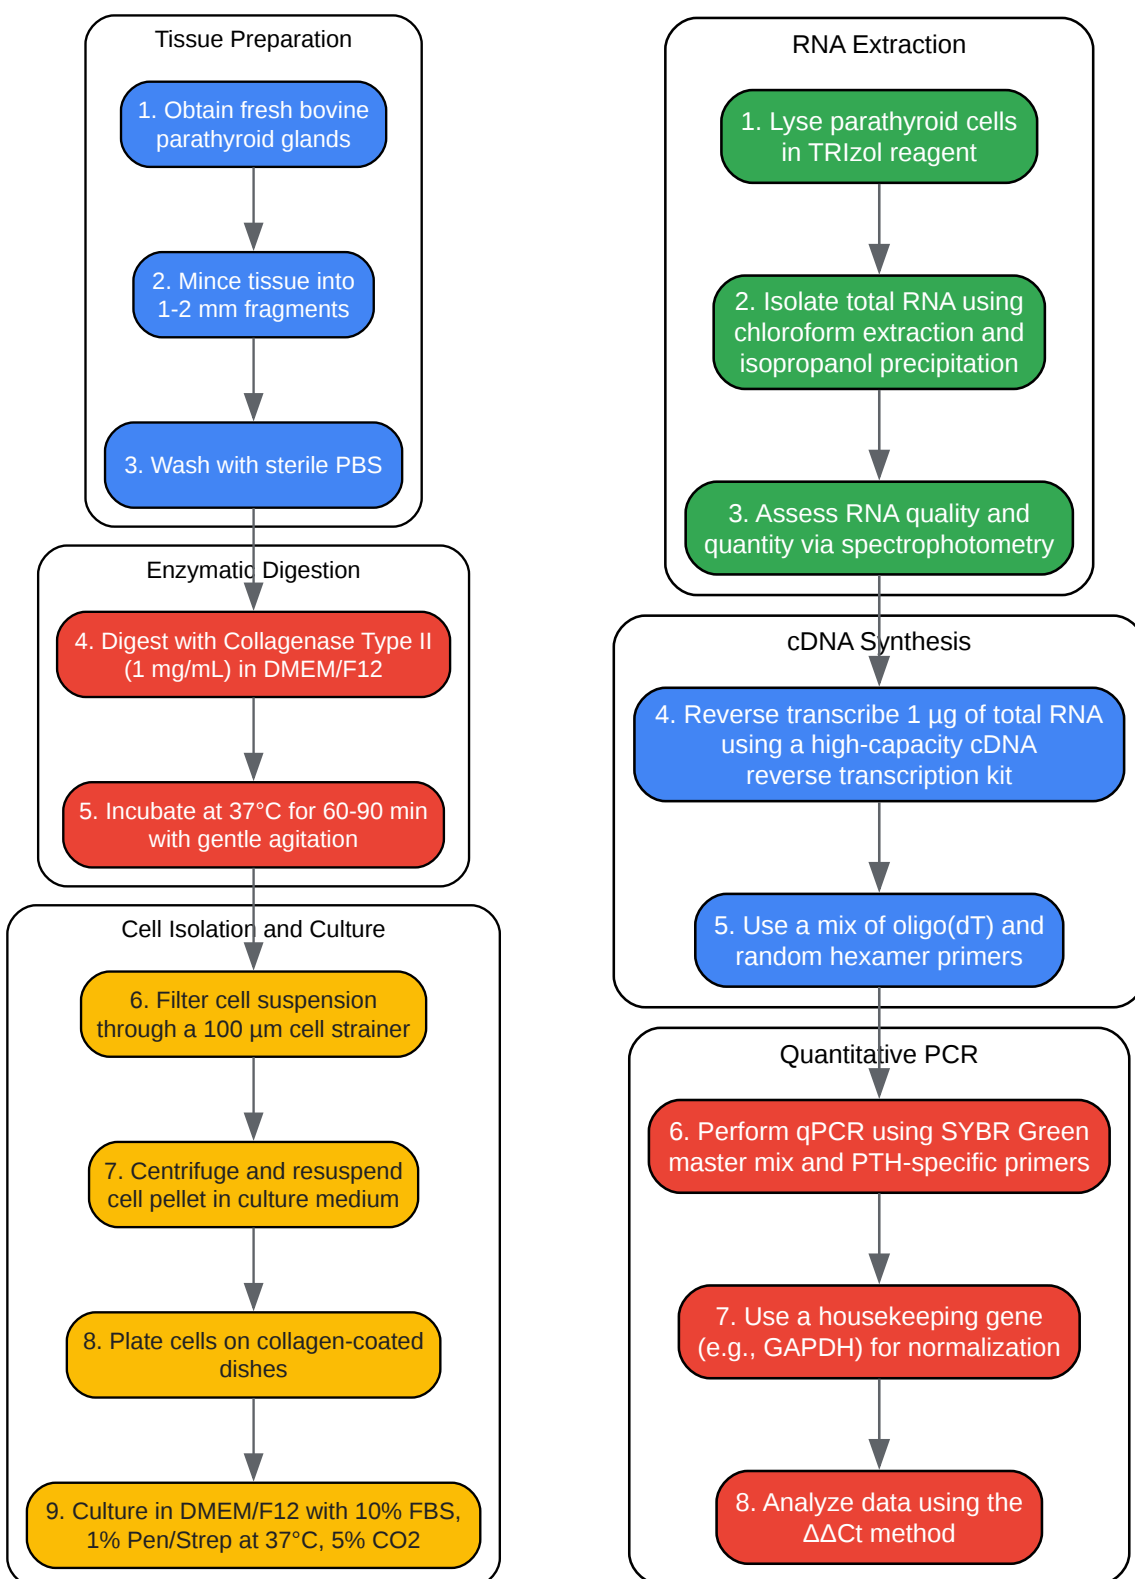 Tissue Preparation
1. Obtain fresh bovine
parathyroid glands
2. Mince tissue into
1-2 mm fragments
3. Wash with sterile PBS
Enzymatic Digestion
4. Digest with Collagenase Type II
(1 mg/mL) in DMEM/F12
5. Incubate at 37°C for 60-90 min
with gentle agitation
Cell Isolation and Culture
6. Filter cell suspension
through a 100 µm cell strainer
7. Centrifuge and resuspend
cell pellet in culture medium
8. Plate cells on collagen-coated
dishes
9. Culture in DMEM/F12 with 10% FBS,
1% Pen/Strep at 37°C, 5% CO2
RNA Extraction
1. Lyse parathyroid cells
in TRIzol reagent
2. Isolate total RNA using
chloroform extraction and
isopropanol precipitation
3. Assess RNA quality and
quantity via spectrophotometry
cDNA Synthesis
4. Reverse transcribe 1 µg of total RNA
using a high-capacity cDNA
reverse transcription kit
5. Use a mix of oligo(dT) and
random hexamer primers
Quantitative PCR
6. Perform qPCR using SYBR Green
master mix and PTH-specific primers
7. Use a housekeeping gene
(e.g., GAPDH) for normalization
8. Analyze data using the
ΔΔCt method